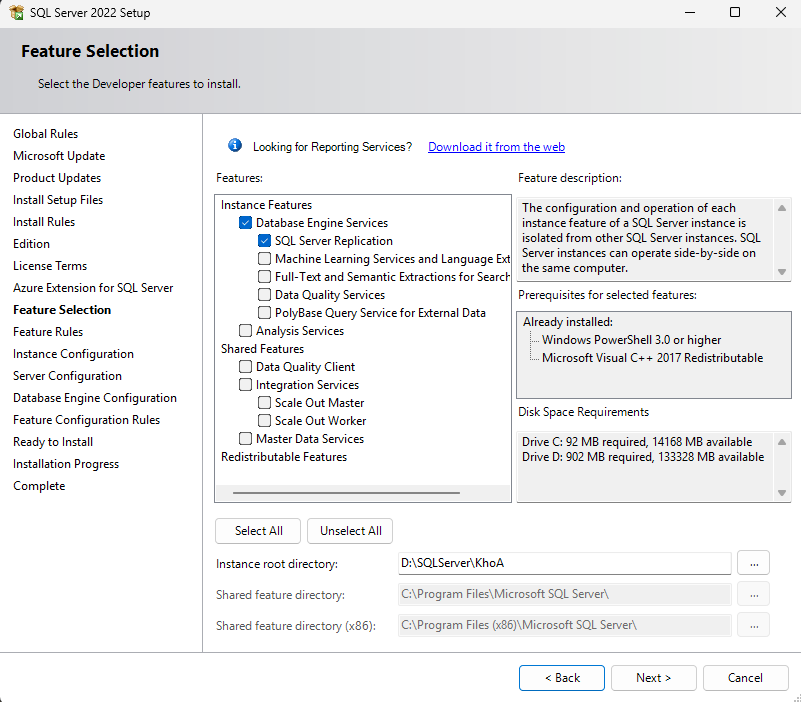 SQL Server 2022 Setup
Feature Selection
Select the Developer features to install.
Global Rules
Microsoft Update
Product Updates
Install Setup Files
Install Rules
Edition
License Terms
Azure Extension for SQL Server
Feature Selection
Feature Rules
Instance Configuration
Server Configuration
Database Engine Configuration
Feature Configuration Rules
Ready to Install
Installation Progress
Complete
Looking for Reporting Services? Download it from the web
Features:
Instance Features
Database Engine Services
SQL Server Replication
Machine Learning Services and Language Ext
Full-Text and Semantic Extractions for Search
Data Quality Services
PolyBase Query Service for External Data
Analysis Services
Shared Features
Data Quality Client
Integration Services
Scale Out Master
Scale Out Worker
Master Data Services
Redistributable Features
Feature description:
The configuration and operation of each
instance feature of a SQL Server instance is
isolated from other SQL Server instances. SQL
Server instances can operate side-by-side on
the same computer.
Prerequisites for selected features:
Already installed:
Windows PowerShell 3.0 or higher
Microsoft Visual C++ 2017 Redistributable
Disk Space Requirements
Drive C: 92 MB required, 14168 MB available
Drive D: 902 MB required, 133328 MB available
Select All Unselect All
Instance root directory: D:\SQLServer\KhoA ...
Shared feature directory: C:\Program Files\Microsoft SQL Server\ ...
Shared feature directory (x86): C:\Program Files (x86)\Microsoft SQL Server\ ...
< Back Next > Cancel